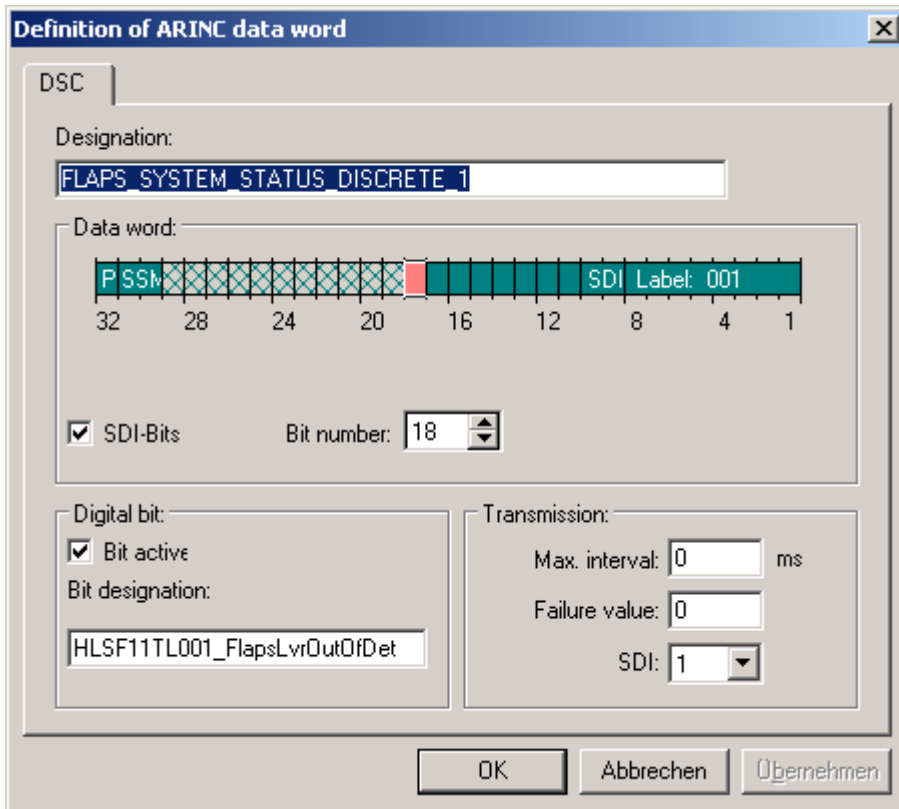 Definition of ARINC data word
DSC
Designation:
FLAPS_SYSTEM_STATUS_DISCRETE_1
Data word:
P SSM SDI Label: 001
32 28 24 20 16 12 8 4 1
SDI-Bits Bit number: 18
Digital bit:
Bit active
Bit designation:
HLSF11TL001_FlapsLvrOutOfDet
Transmission:
Max. interval: 0 ms
Failure value: 0
SDI: 1
OK Abbrechen Übernehmen